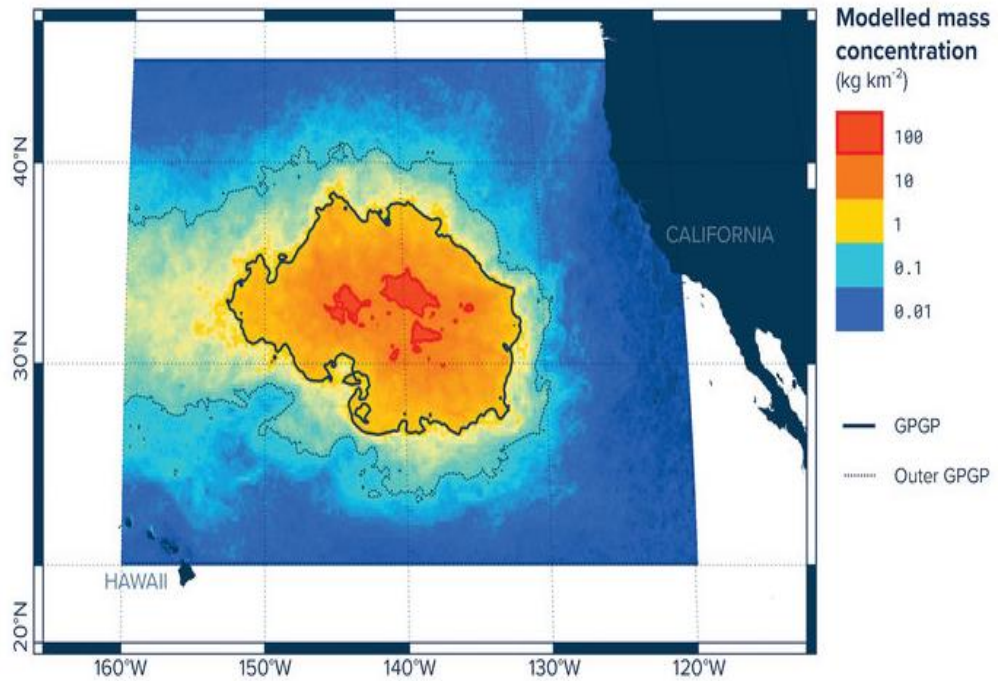 Modelled mass
concentration
(kg km⁻²)
100
10
1
0.1
0.01
GPGP
Outer GPGP
40°N
30°N
20°N
CALIFORNIA
HAWAII
160°W
150°W
140°W
130°W
120°W